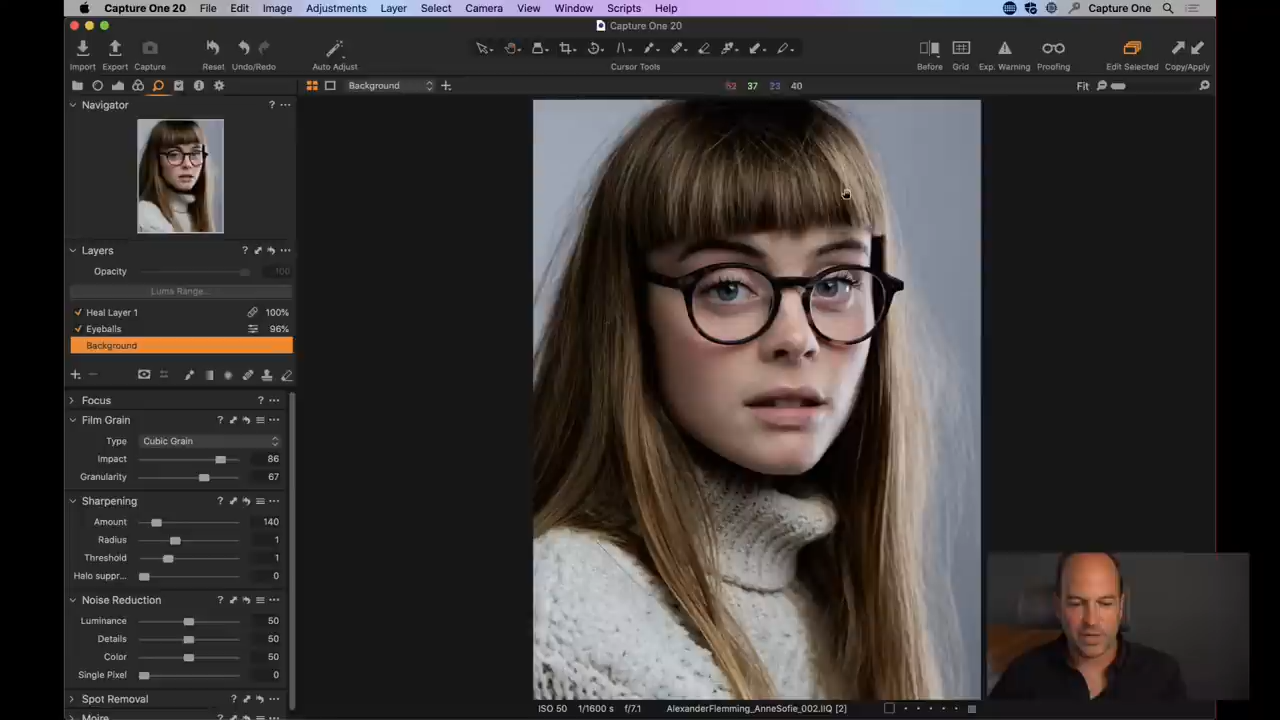 Capture One 20 File Edit Image Adjustments Layer Select Camera View Window Scripts Help Capture One
Capture One 20
Import Export Capture Reset Undo/Redo Auto Adjust Cursor Tools Before Grid Exp. Warning Proofing Edit Selected Copy/Apply
Background 52 37 23 40 Fit
Navigator ?
Layers ?
Opacity 100
Luma Range...
Heal Layer 1 100%
Eyeballs 96%
Background
Focus ?
Film Grain ?
Type Cubic Grain
Impact 86
Granularity 67
Sharpening ?
Amount 140
Radius 1
Threshold 1
Halo suppr... 0
Noise Reduction ?
Luminance 50
Details 50
Color 50
Single Pixel 0
Spot Removal ?
Moire
ISO 50 1/1600 s f/7.1 AlexanderFlemming_AnneSofie_002.IIQ [2]